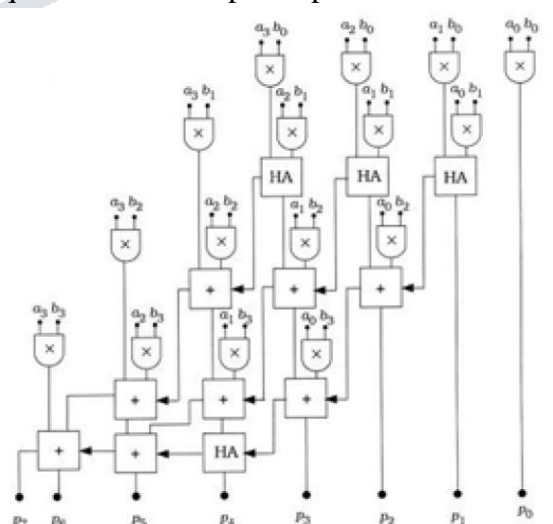 a₃ b₀ a₂ b₀ a₁ b₀ a₀ b₀
× × × ×
a₃ b₁ a₂ b₁ a₁ b₁ a₀ b₁
× × × ×
HA HA HA
a₃ b₂ a₂ b₂ a₁ b₂ a₀ b₂
× × × ×
+ + +
a₃ b₃ a₂ b₃ a₁ b₃ a₀ b₃
× × × ×
+ + +
+ + HA
p₇ p₆ p₅ p₄ p₃ p₂ p₁ p₀